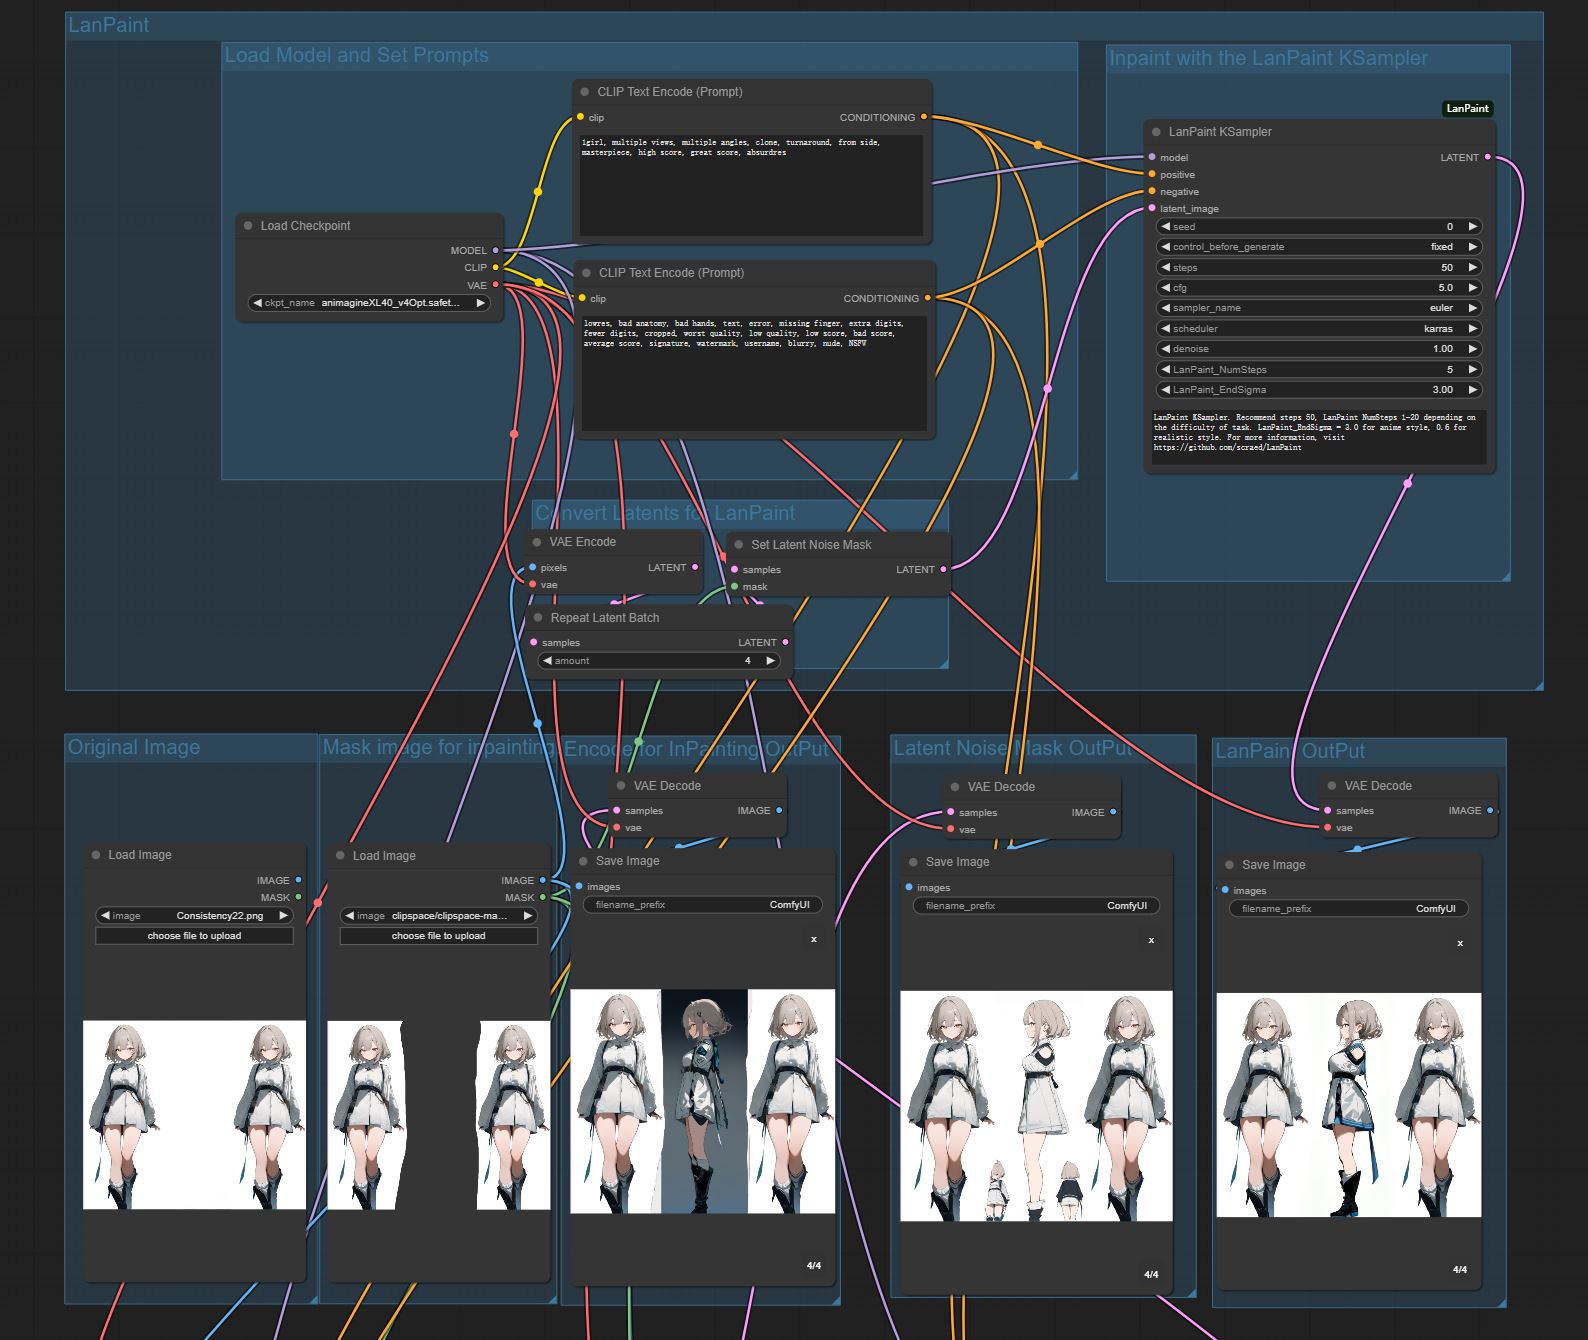 LanPaint
Load Model and Set Prompts
Inpaint with the LanPaint KSampler
CLIP Text Encode (Prompt)
clip
CONDITIONING
1girl, multiple views, multiple angles, clone, turnaround, from side,
masterpiece, high score, great score, absurdres
Load Checkpoint
MODEL
CLIP
VAE
ckpt_name animagineXL40_v4Opt.safet...
CLIP Text Encode (Prompt)
clip
CONDITIONING
lowres, bad anatomy, bad hands, text, error, missing finger, extra digits,
fewer digits, cropped, worst quality, low quality, low score, bad score,
average score, signature, watermark, username, blurry, nude, NSFW
LanPaint
LanPaint KSampler
model
LATENT
positive
negative
latent_image
seed 0
control_before_generate fixed
steps 50
cfg 5.0
sampler_name euler
scheduler karras
denoise 1.00
LanPaint_NumSteps 5
LanPaint_EndSigma 3.00
LanPaint KSampler. Recommend steps 50, LanPaint NumSteps 1-20 depending on
the difficulty of task. LanPaint_EndSigma = 3.0 for anime style, 0.6 for
realistic style. For more information, visit
https://github.com/scraed/LanPaint
Convert Latents for LanPaint
VAE Encode
pixels
LATENT
vae
Set Latent Noise Mask
samples
LATENT
mask
Repeat Latent Batch
samples
LATENT
amount 4
Original Image
Load Image
IMAGE
MASK
image Consistency22.png
choose file to upload
Mask image for inpainting
Load Image
IMAGE
MASK
image clipspace/clipspace-ma...
choose file to upload
Encode for InPainting OutPut
VAE Decode
samples
IMAGE
vae
Save Image
images
filename_prefix ComfyUI
x
4/4
Latent Noise Mask OutPut
VAE Decode
samples
IMAGE
vae
Save Image
images
filename_prefix ComfyUI
x
4/4
LanPaint OutPut
VAE Decode
samples
IMAGE
vae
Save Image
images
filename_prefix ComfyUI
x
4/4